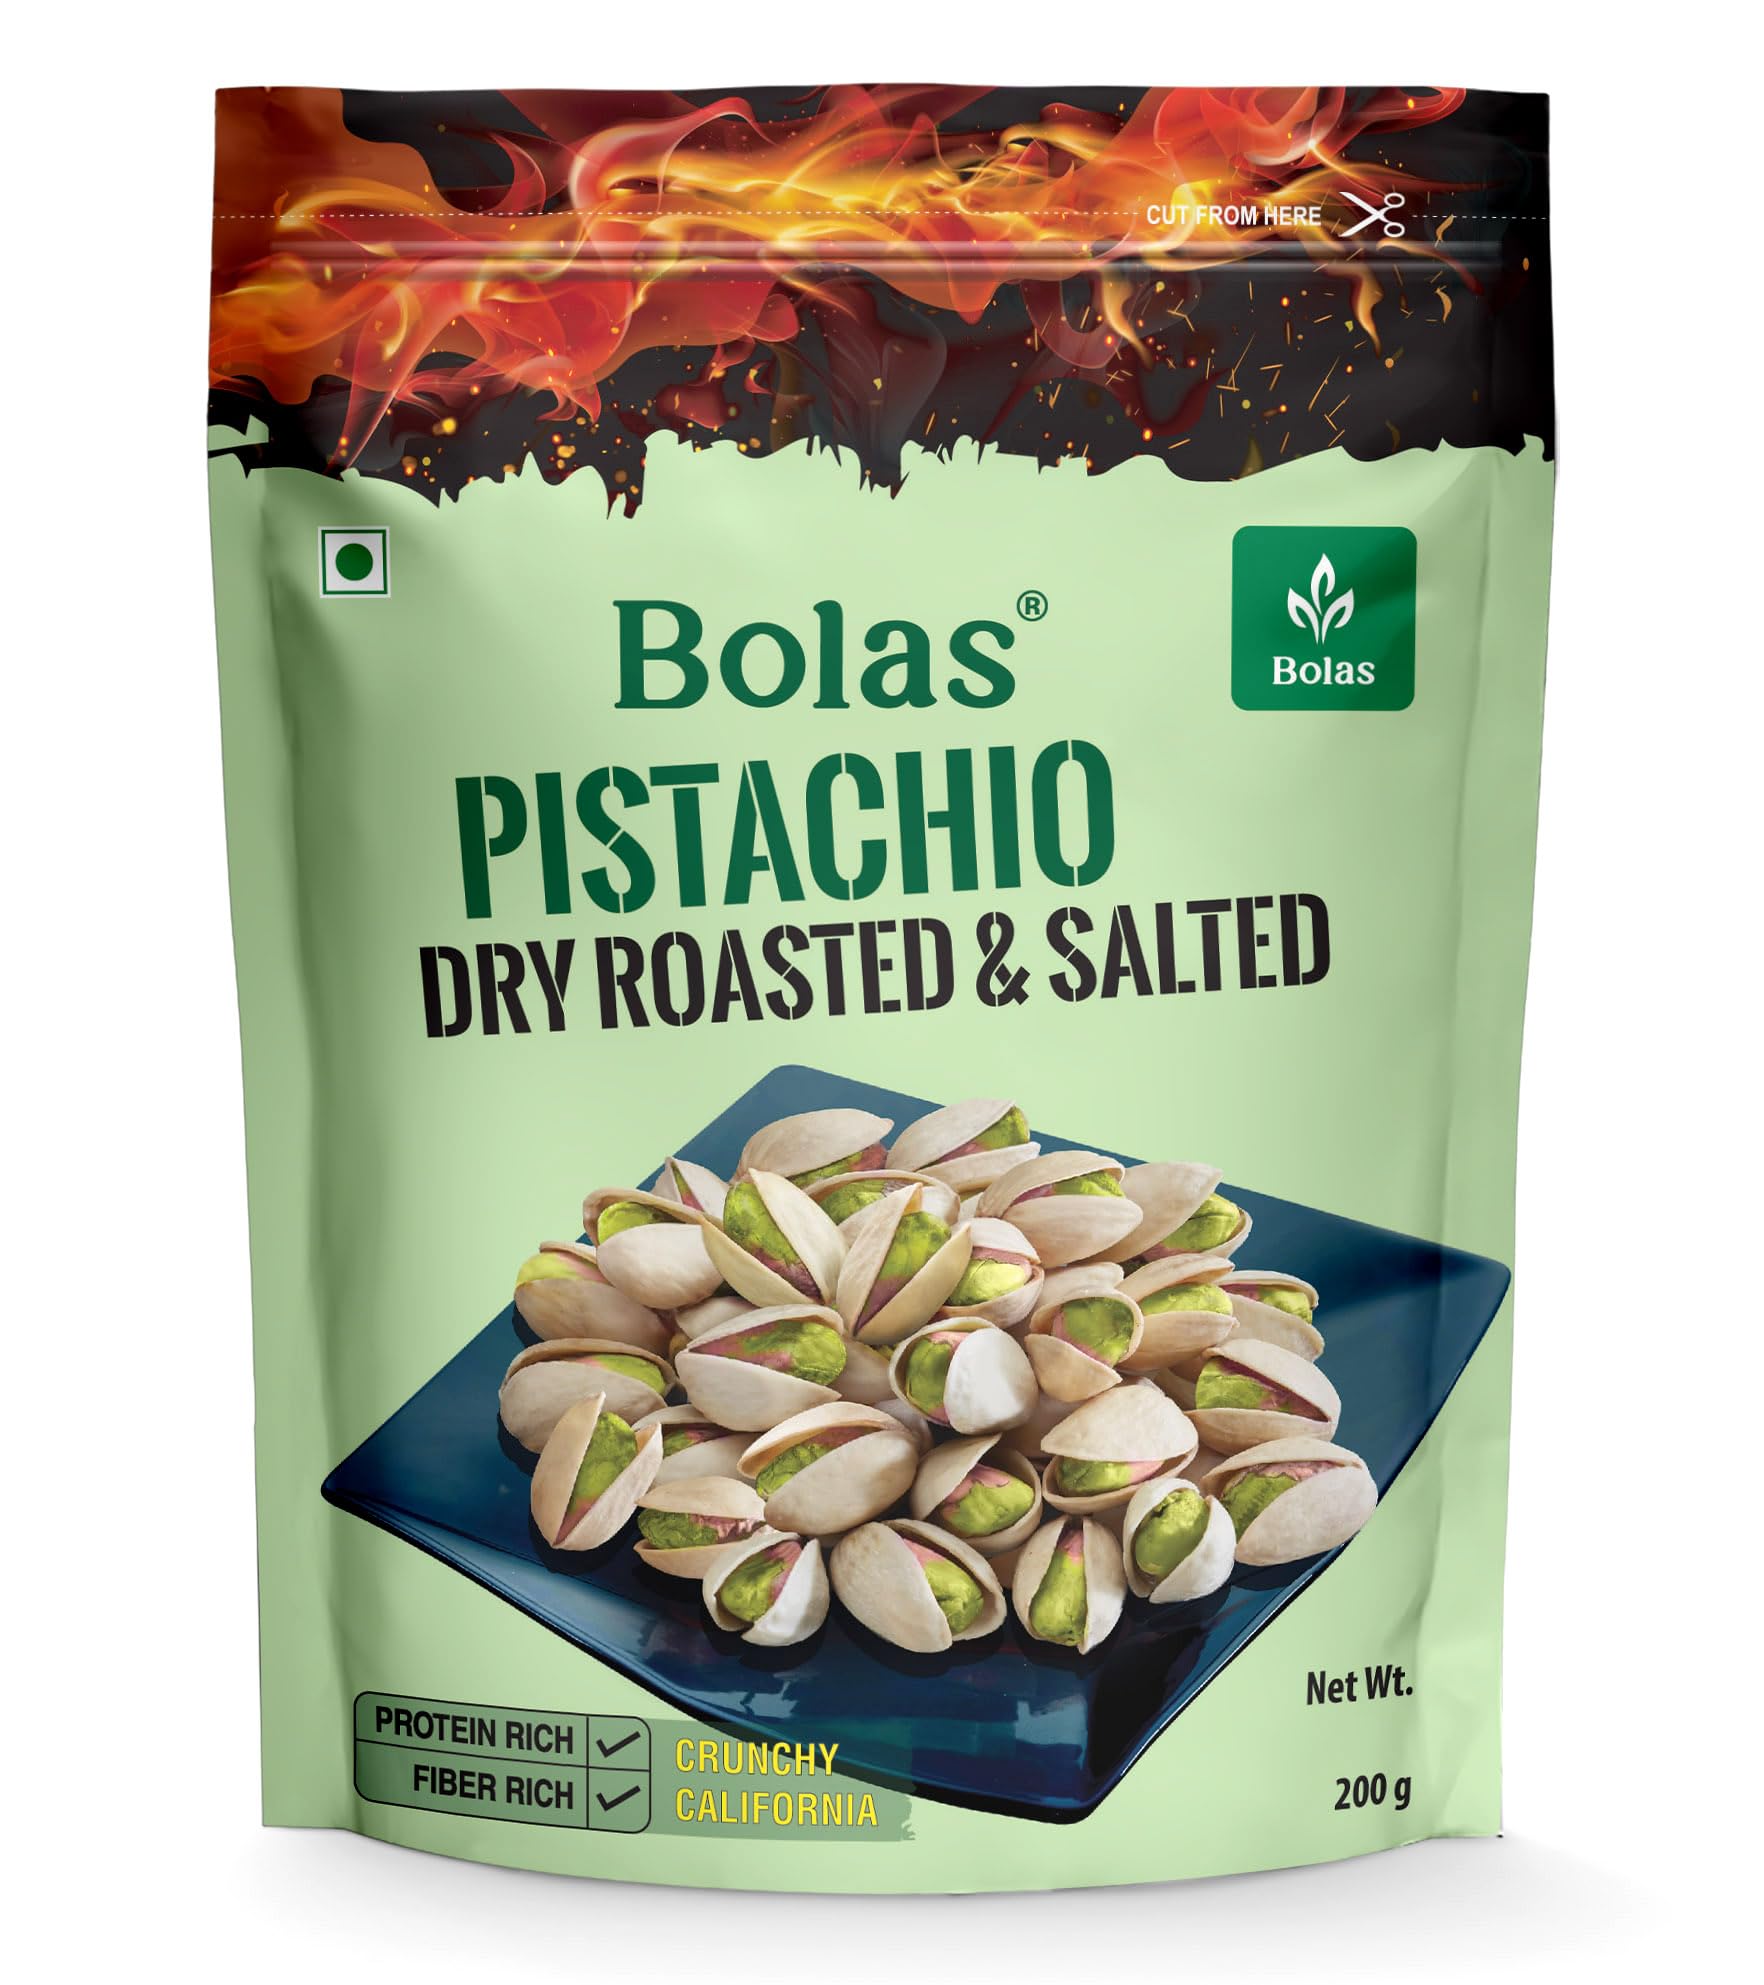 CUT FROM HERE
Bolas®
Bolas
PISTACHIO
DRY ROASTED & SALTED
Net Wt.
200 g
PROTEIN RICH
FIBER RICH
CRUNCHY
CALIFORNIA